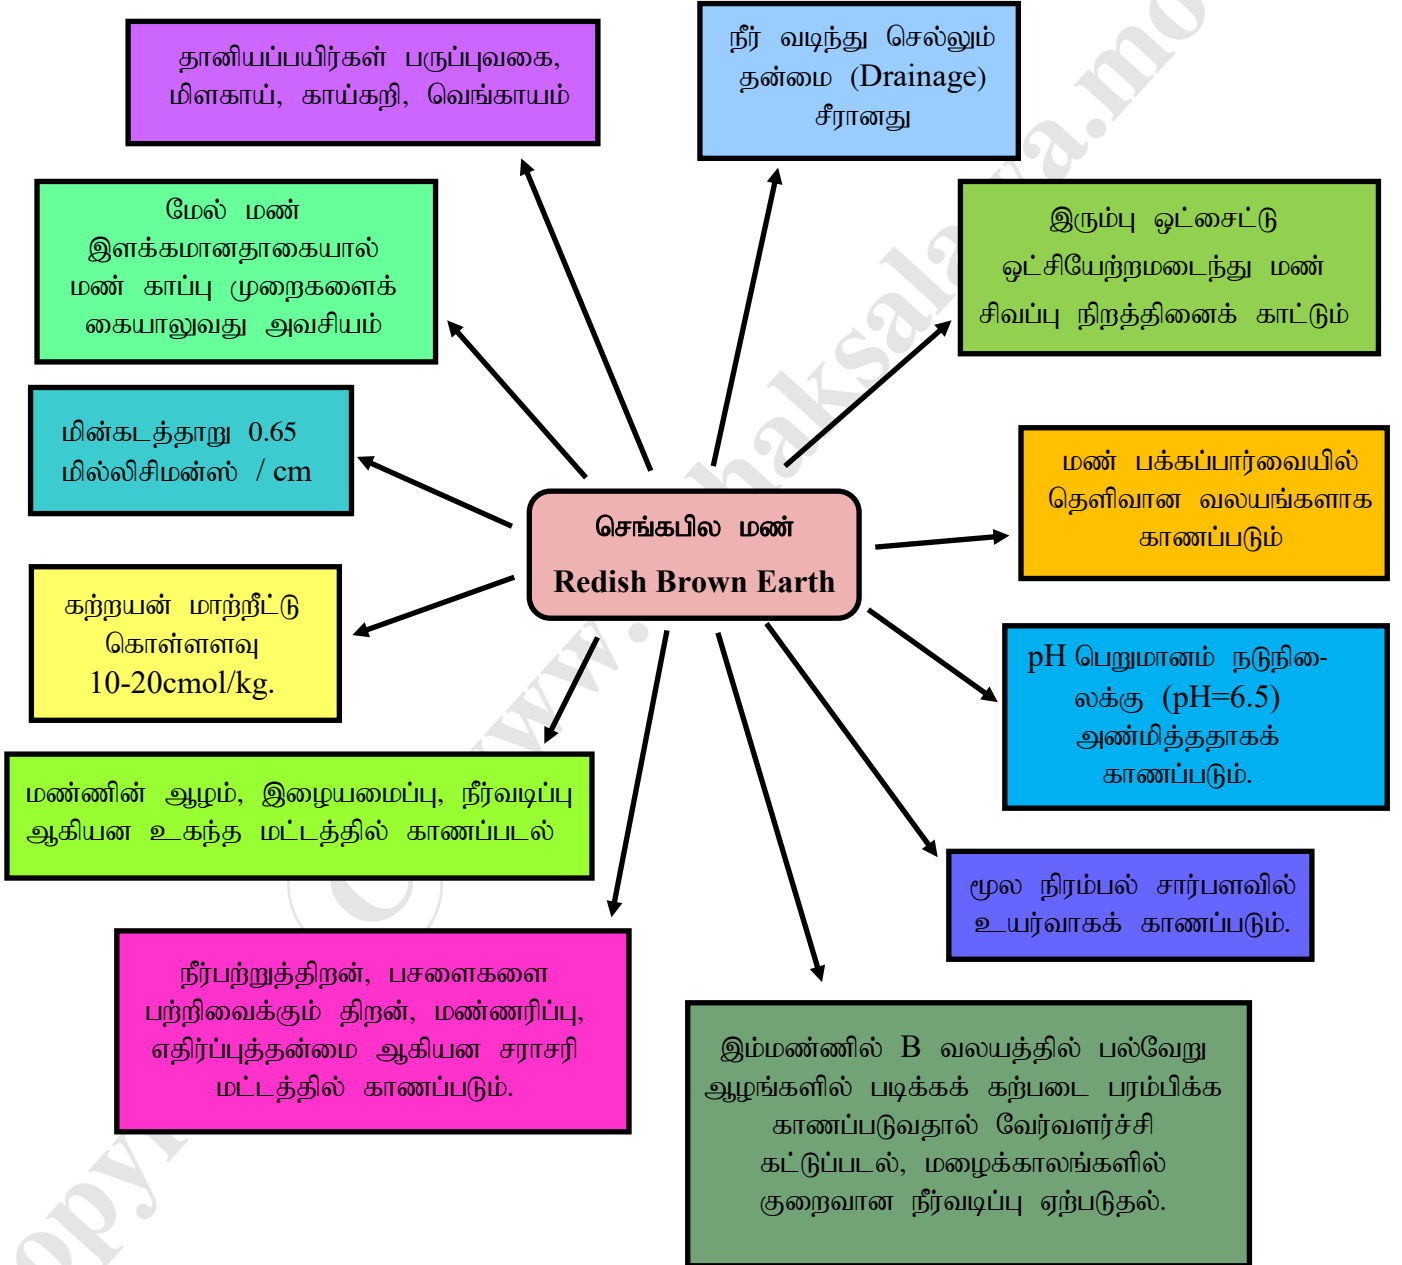 தானியப்பயிர்கள் பருப்புவகை,
மிளகாய், காய்கறி, வெங்காயம்
நீர் வடிந்து செல்லும்
தன்மை (Drainage)
சீரானது
மேல் மண்
இளக்கமானதாகையால்
மண் காப்பு முறைகளைக்
கையாலுவது அவசியம்
இரும்பு ஒட்சைட்டு
ஒட்சியேற்றமடைந்து மண்
சிவப்பு நிறத்தினைக் காட்டும்
மின்கடத்தாறு 0.65
மில்லிசிமன்ஸ் / cm
மண் பக்கப்பார்வையில்
தெளிவான வலயங்களாக
காணப்படும்
செங்கபில மண்
Redish Brown Earth
கற்றயன் மாற்றீட்டு
கொள்ளளவு
10-20cmol/kg.
pH பெறுமானம் நடுநிலை-
லக்கு (pH=6.5)
அண்மித்ததாகக்
காணப்படும்.
மண்ணின் ஆழம், இழையமைப்பு, நீர்வடிப்பு
ஆகியன உகந்த மட்டத்தில் காணப்படல்
மூல நிரம்பல் சார்பளவில்
உயர்வாகக் காணப்படும்.
நீர்பற்றுத்திறன், பசளைகளை
பற்றிவைக்கும் திறன், மண்ணரிப்பு,
எதிர்ப்புத்தன்மை ஆகியன சராசரி
மட்டத்தில் காணப்படும்.
இம்மண்ணில் B வலயத்தில் பல்வேறு
ஆழங்களில் படிக்கக் கற்படை பரம்பிக்க
காணப்படுவதால் வேர்வளர்ச்சி
கட்டுப்படல், மழைக்காலங்களில்
குறைவான நீர்வடிப்பு ஏற்படுதல்.